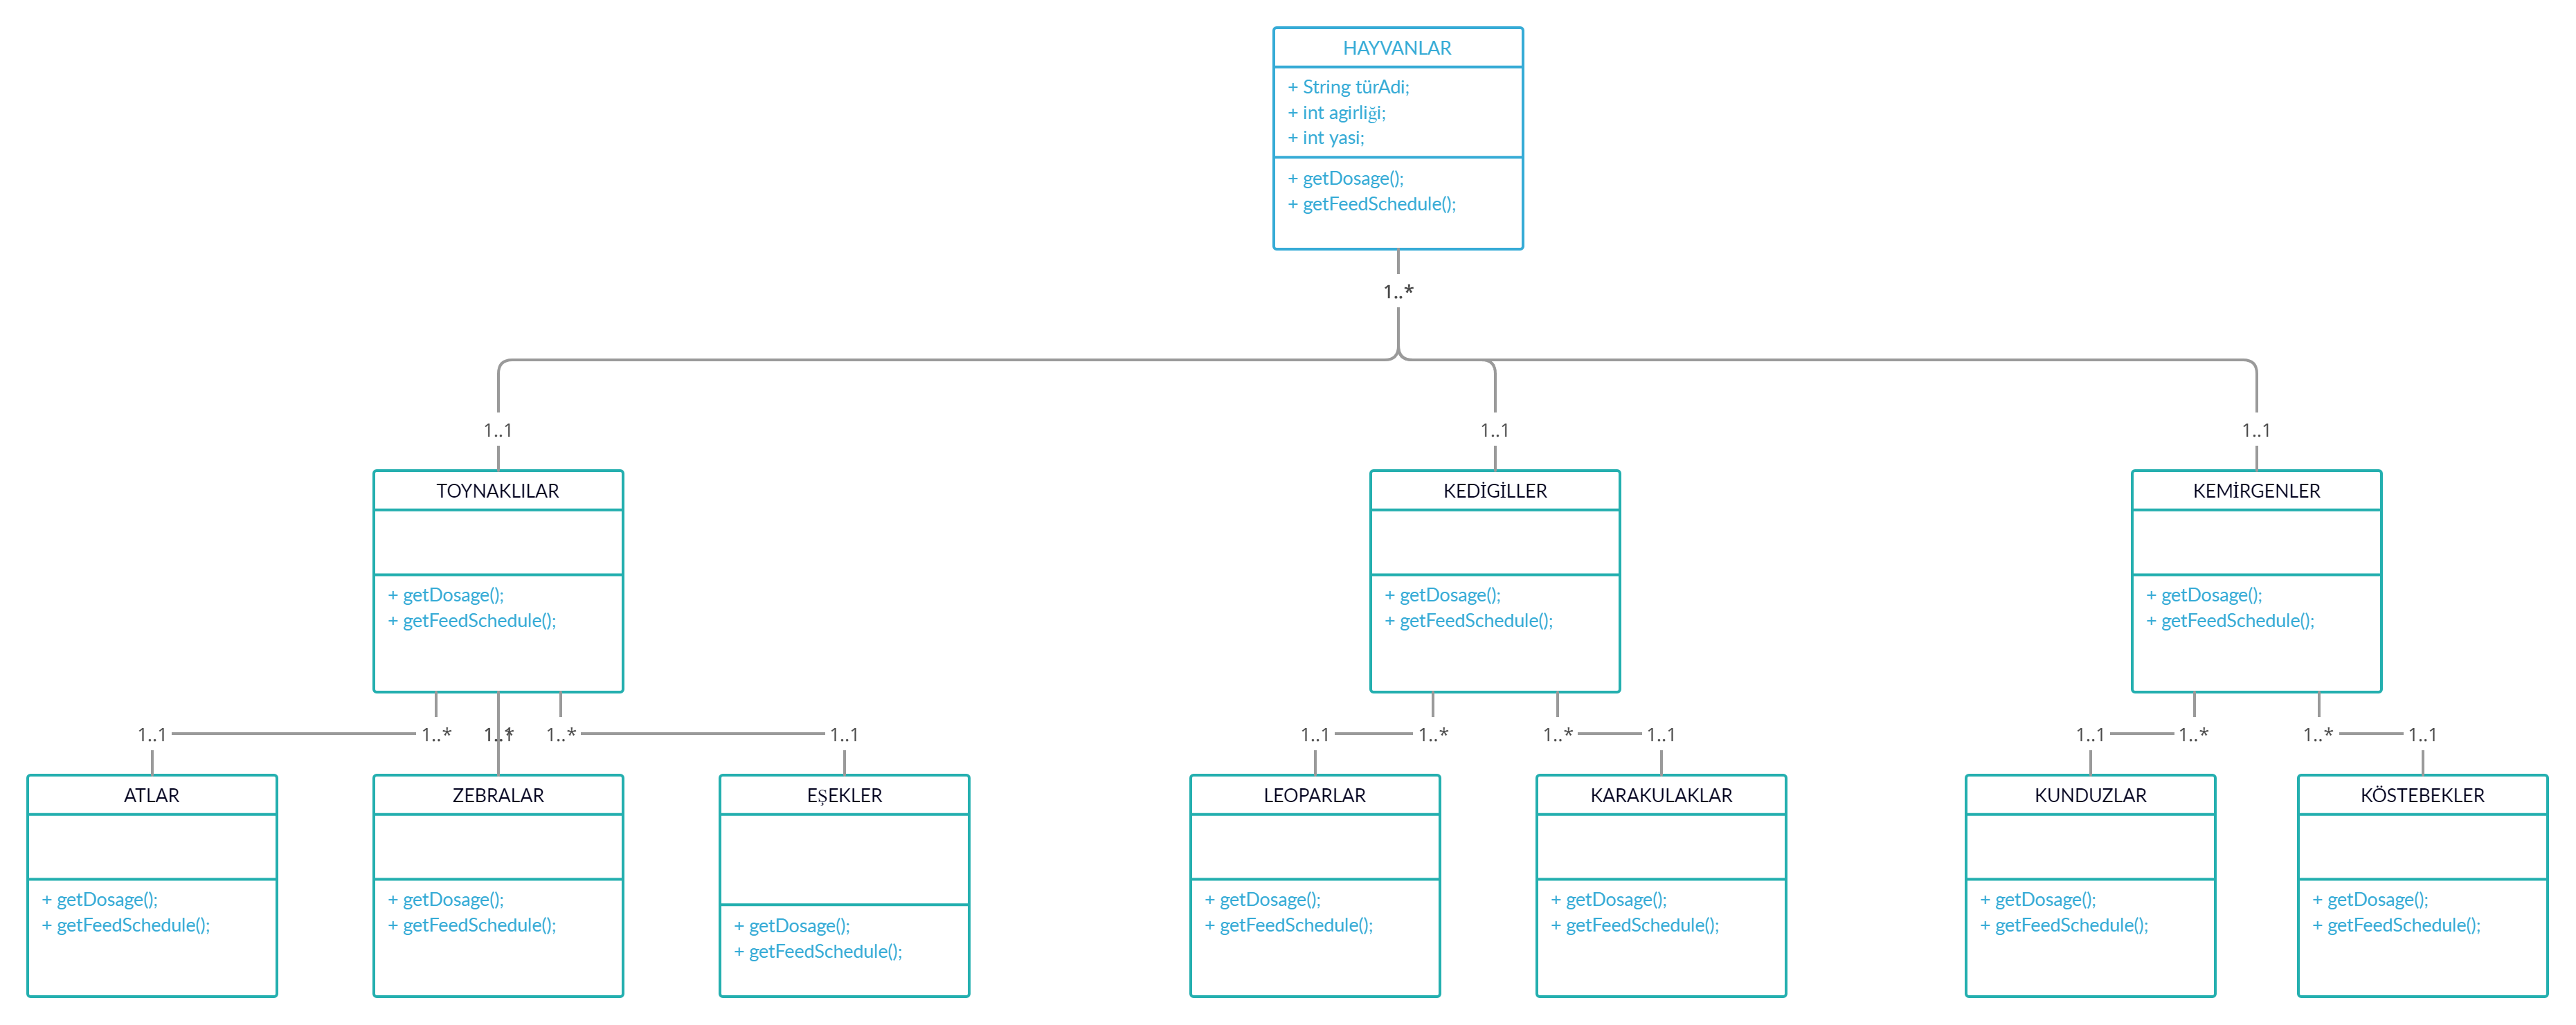 HAYVANLAR
+ String türAdi;
+ int agirliği;
+ int yasi;
+ getDosage();
+ getFeedSchedule();
1..*
1..1
1..1
1..1
TOYNAKLILAR
+ getDosage();
+ getFeedSchedule();
KEDİGİLLER
+ getDosage();
+ getFeedSchedule();
KEMİRGENLER
+ getDosage();
+ getFeedSchedule();
1..1
1..*
1..*
1..1
1..1
1..*
1..*
1..1
1..1
1..*
1..*
1..1
ATLAR
+ getDosage();
+ getFeedSchedule();
ZEBRALAR
+ getDosage();
+ getFeedSchedule();
EŞEKLER
+ getDosage();
+ getFeedSchedule();
LEOPARLAR
+ getDosage();
+ getFeedSchedule();
KARAKULAKLAR
+ getDosage();
+ getFeedSchedule();
KUNDUZLAR
+ getDosage();
+ getFeedSchedule();
KÖSTEBEKLER
+ getDosage();
+ getFeedSchedule();